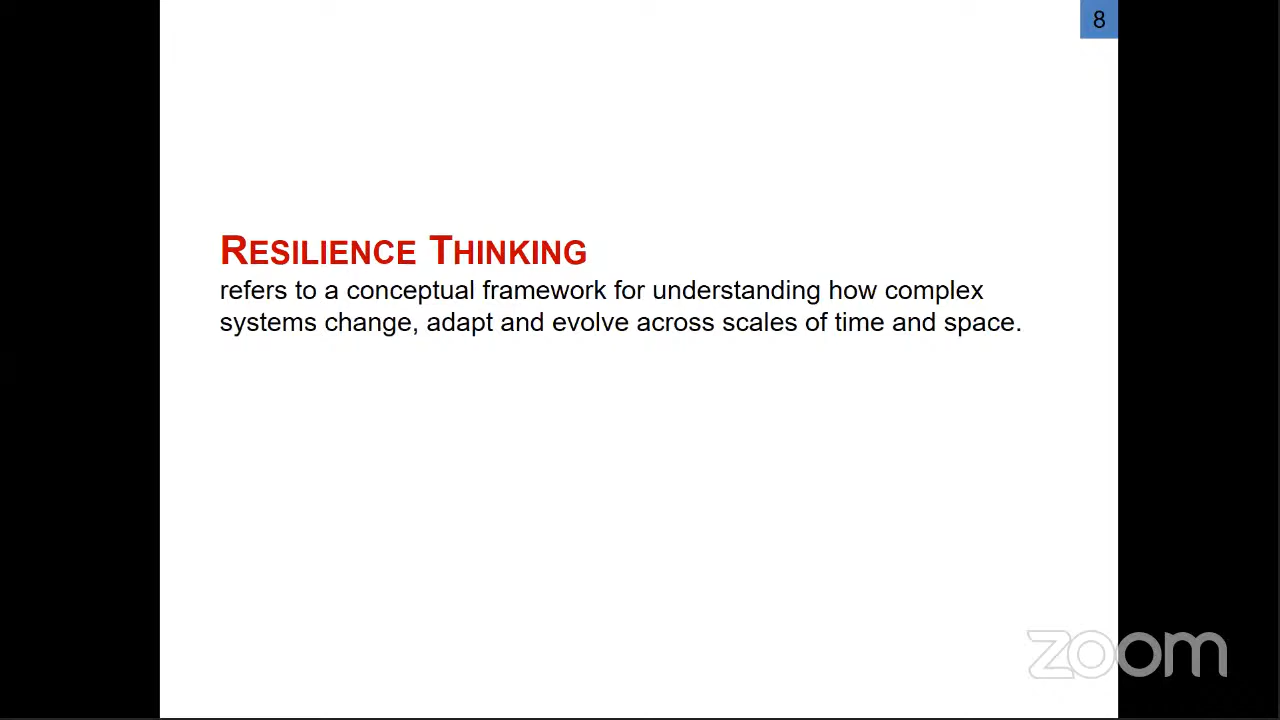 8
RESILIENCE THINKING
refers to a conceptual framework for understanding how complex
systems change, adapt and evolve across scales of time and space.
zoom